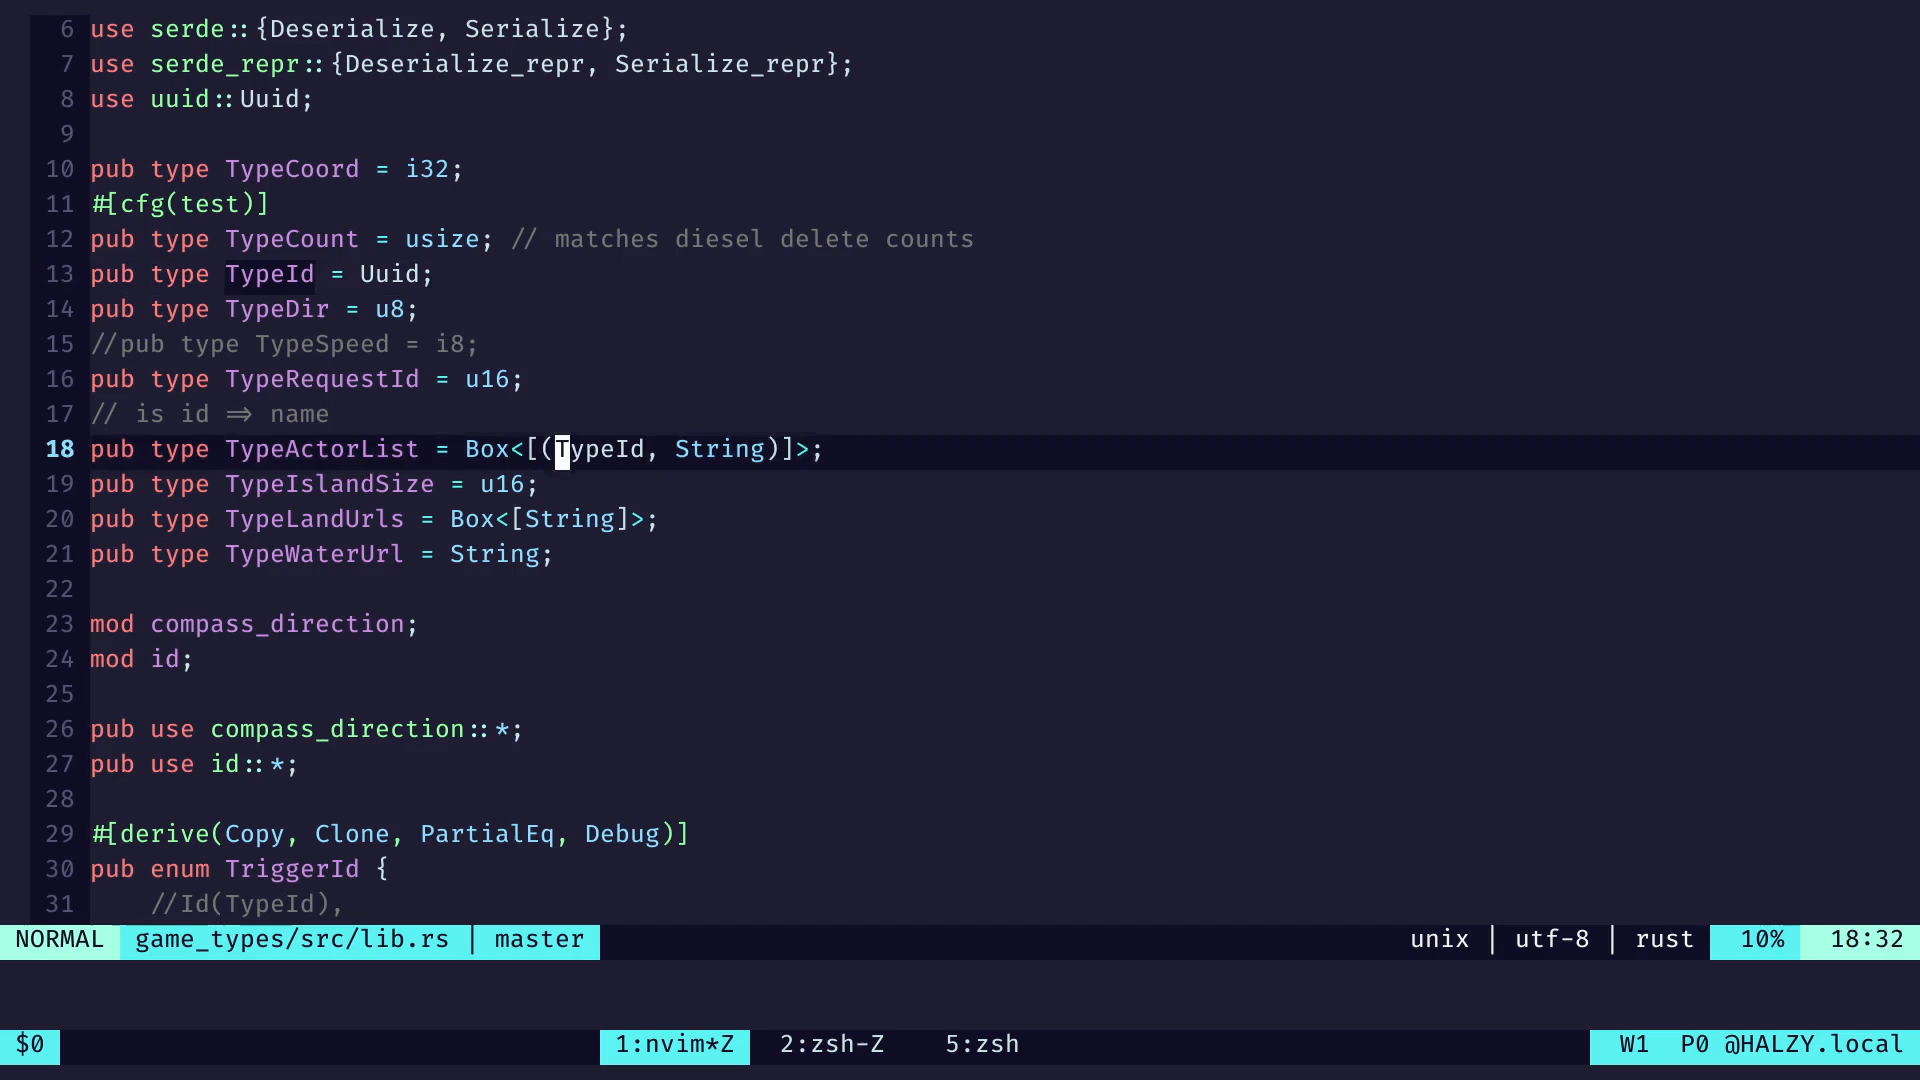 6 use serde::{Deserialize, Serialize};
7 use serde_repr::{Deserialize_repr, Serialize_repr};
8 use uuid::Uuid;
9
10 pub type TypeCoord = i32;
11 #[cfg(test)]
12 pub type TypeCount = usize; // matches diesel delete counts
13 pub type TypeId = Uuid;
14 pub type TypeDir = u8;
15 //pub type TypeSpeed = i8;
16 pub type TypeRequestId = u16;
17 // is id => name
18 pub type TypeActorList = Box<[(TypeId, String)]>;
19 pub type TypeIslandSize = u16;
20 pub type TypeLandUrls = Box<[String]>;
21 pub type TypeWaterUrl = String;
22
23 mod compass_direction;
24 mod id;
25
26 pub use compass_direction::*;
27 pub use id::*;
28
29 #[derive(Copy, Clone, PartialEq, Debug)]
30 pub enum TriggerId {
31     //Id(TypeId),
NORMAL game_types/src/lib.rs | master unix | utf-8 | rust 10% 18:32
$0 1:nvim*Z 2:zsh-Z 5:zsh W1 P0 @HALZY.local